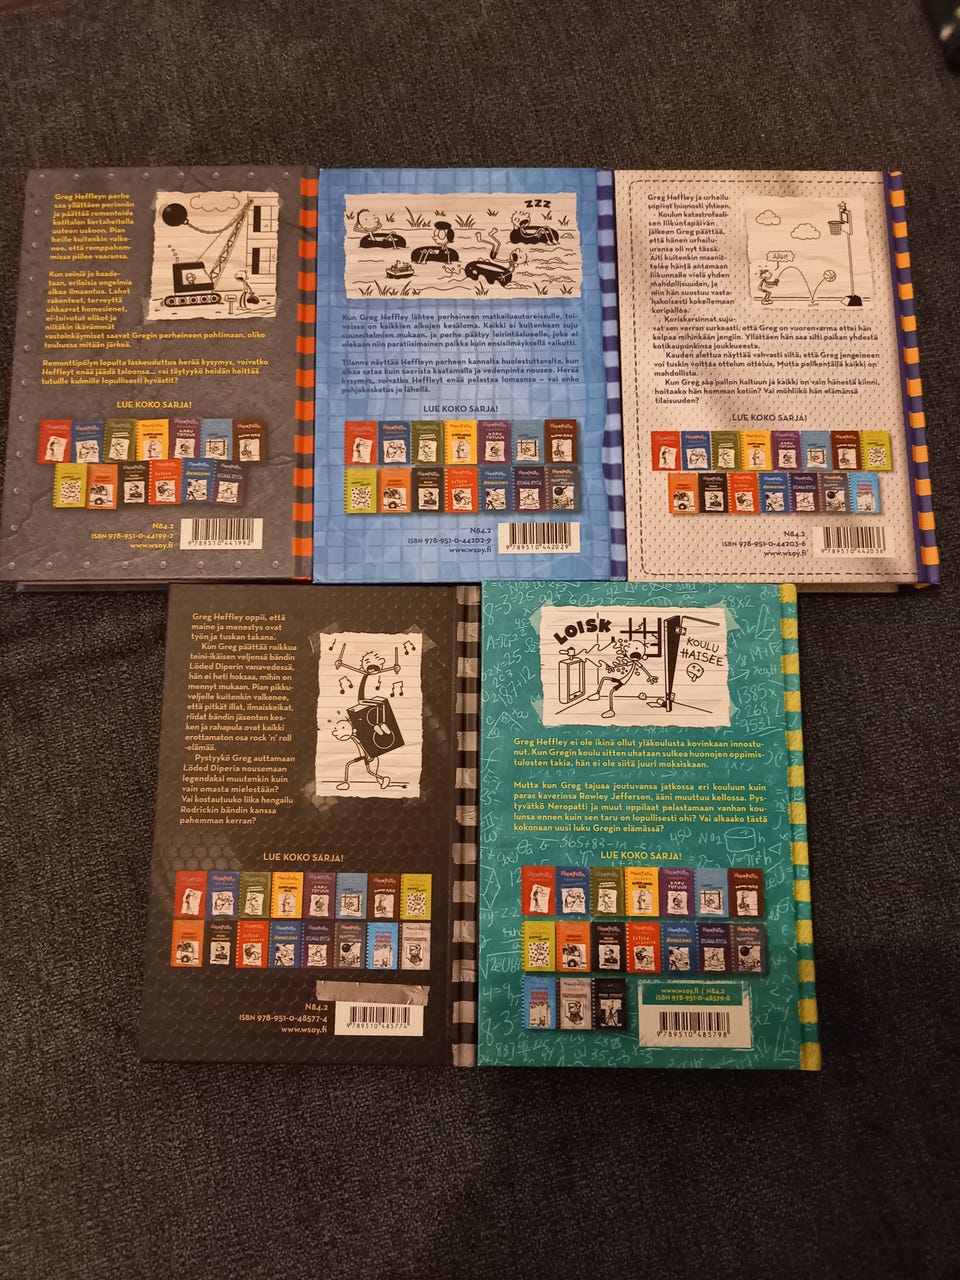 Greg Heffleyn perhe
saa yllättäen perinnön
ja päättää remontoida
kotitalon kertaheitolla
uuteen uskoon. Pian
heille kuitenkin valke-
nee, että remppahom-
missa piilee vaaransa.
Kun seiniä jo kaade-
taan, erilaisia ongelmia
alkaa ilmaantua. Lahot
rakenteet, terveyttä
uhkaavat homesienet,
ei-toivotut elikot ja
niitäkin ikävämmät
vastoinkäymiset saavat Gregin perheineen pohtimaan, oliko
touhussa mitään järkeä.
Remonttipölyn lopulta laskeuduttua herää kysymys, voivatko
Heffleyt enää jäädä taloonsa... vai täytyykö heidän heittää
tutuille kulmille lopullisesti hyvästit?
LUE KOKO SARJA!
N84.2
ISBN 978-951-0-44199-2
www.wsoy.fi
9789510441992
ZZZ
Kun Greg Heffley lähtee perheineen matkailuautoreissulle, toi-
voissa on kaikkien aikojen kesäloma. Kaikki ei kuitenkaan suju
suunnitelmien mukaan, ja perhe päätyy leirintäalueelle, joka ei
olekaan niin paratiisimainen paikka kuin ensisilmäyksellä vaikutti.
Tilanne näyttää Heffleyn perheen kannalta huolestuttavalta, kun
alkaa sataa kuin saavista kaatamalla ja vedenpinta nousee. Herää
kysymys, voivatko Heffleyt enää pelastaa lomaansa – vai onko
pohjakosketus jo lähellä.
LUE KOKO SARJA!
N84.2
ISBN 978-951-0-44202-9
www.wsoy.fi
9789510442029
Greg Heffley ja urheilu
sopivat huonosti yhteen.
Koulun katastrofaali-
sen liikuntapäivän
jälkeen Greg päättää,
että hänen urheilu-
uransa oli nyt tässä.
Äiti kuitenkin maanit-
telee häntä antamaan
liikunnalle vielä yhden
mahdollisuuden, ja
niin hän suostuu vasta-
hakoisesti kokeilemaan
koripalloa.
Koriskarsinnat suju-
vat sen verran surkeasti, että Greg on vuorenvarma ettei hän
kelpaa mihinkään jengiin. Yllättäen hän saa silti paikan yhdestä
kotikaupunkinsa joukkueesta.
Kauden alettua näyttää vahvasti siltä, että Greg jengeineen
voi tuskin voittaa ottelun ottelua. Mutta pelikentällä kaikki on
mahdollista.
Kun Greg saa pallon haltuun ja kaikki on vain hänestä kiinni,
hoitaako hän homman kotiin? Vai möhliikö hän elämänsä
tilaisuuden?
LUE KOKO SARJA!
N84.2
ISBN 978-951-0-44203-6
www.wsoy.fi
9789510442036
Greg Heffley oppii, että
maine ja menestys ovat
työn ja tuskan takana.
Kun Greg päättää roikkua
teini-ikäisen veljensä bändin
Löded Diperin vanavedessä,
hän ei heti hoksaa, mihin on
mennyt mukaan. Pian pikku-
veljelle kuitenkin valkenee,
että pitkät illat, ilmaiskeikat,
riidat bändin jäsenten kes-
ken ja rahapula ovat kaikki
erottamaton osa rock 'n' roll
-elämää.
Pystyykö Greg auttamaan
Löded Diperia nousemaan
legendaksi muutenkin kuin
vain omasta mielestään?
Vai kostautuuko liika hengailu
Rodrickin bändin kanssa
pahemman kerran?
LUE KOKO SARJA!
N84.2
ISBN 978-951-0-48577-4
www.wsoy.fi
9789510485774
LOISK
KOULU
HAISEE
Greg Heffley ei ole ikinä ollut yläkoulusta kovinkaan innostu-
nut. Kun Gregin koulu sitten uhataan sulkea huonojen oppimis-
tulosten takia, hän ei ole siitä juuri moksiskaan.
Mutta kun Greg tajuaa joutuvansa jatkossa eri kouluun kuin
paras kaverinsa Rowley Jefferson, ääni muuttuu kellossa. Pys-
tyvätkö Neropatti ja muut oppilaat pelastamaan vanhan kou-
lunsa ennen kuin sen taru on lopullisesti ohi? Vai alkaako tästä
kokonaan uusi luku Gregin elämässä?
LUE KOKO SARJA!
www.wsoy.fi | N84.2
ISBN 978-951-0-48579-8
9789510485798